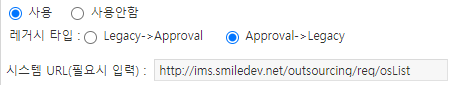 사용 사용안함
레거시 타입 : Legacy->Approval Approval->Legacy
시스템 URL(필요시 입력) : http://ims.smiledev.net/outsourcing/req/osList